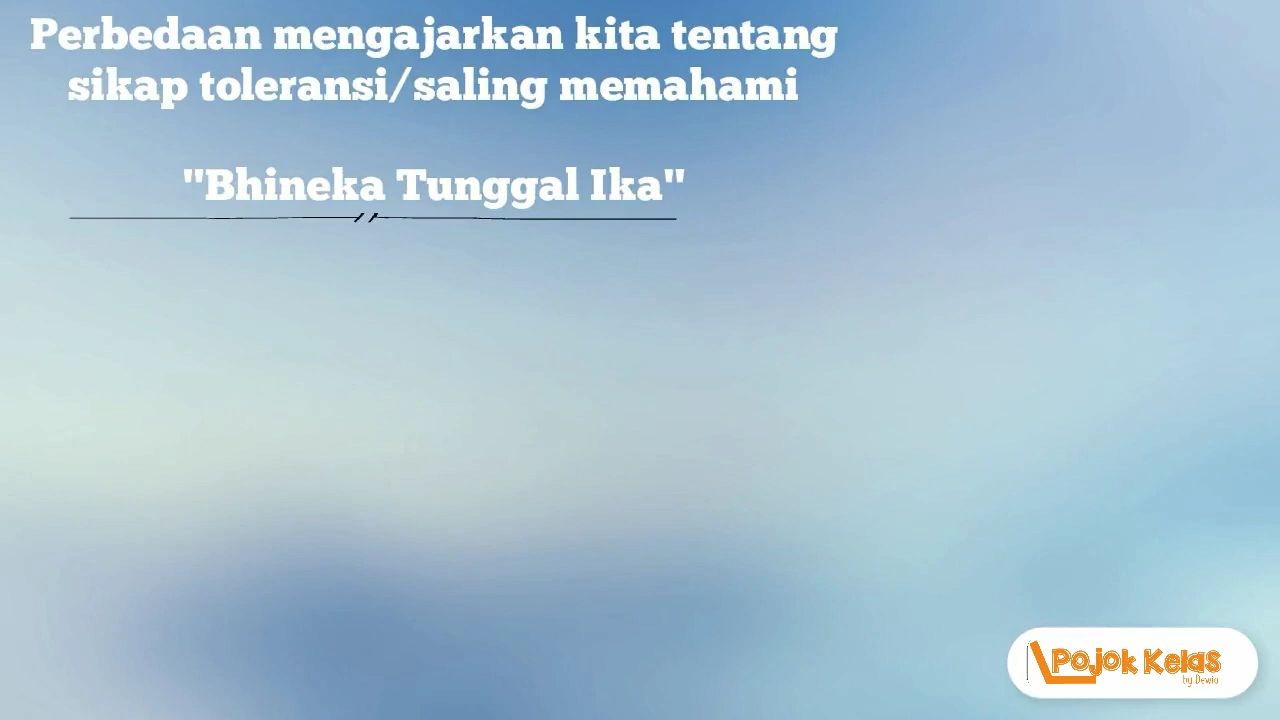 Perbedaan mengajarkan kita tentang
sikap toleransi/saling memahami
"Bhineka Tunggal Ika"
Pojok Kelas
by Dewia